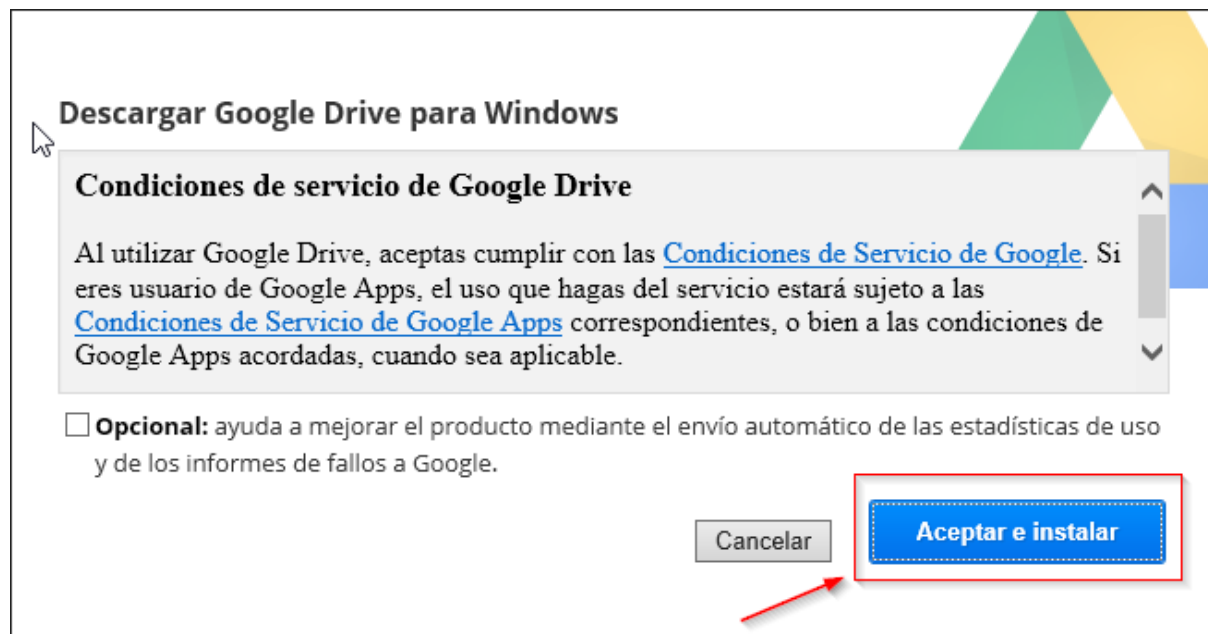 Descargar Google Drive para Windows
Condiciones de servicio de Google Drive
Al utilizar Google Drive, aceptas cumplir con las Condiciones de Servicio de Google. Si
eres usuario de Google Apps, el uso que hagas del servicio estará sujeto a las
Condiciones de Servicio de Google Apps correspondientes, o bien a las condiciones de
Google Apps acordadas, cuando sea aplicable.
Opcional: ayuda a mejorar el producto mediante el envío automático de las estadísticas de uso
y de los informes de fallos a Google.
Cancelar
Aceptar e instalar